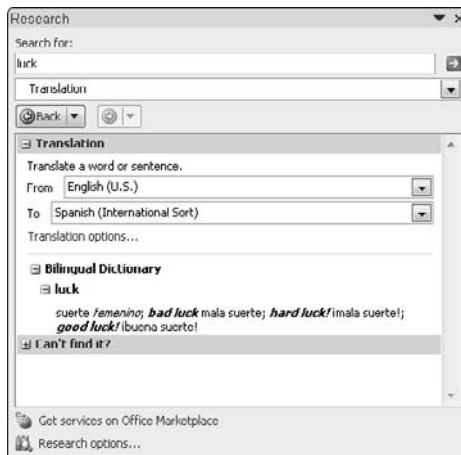 Research
Search for:
luck
Translation
Back
Translation
Translate a word or sentence.
From English (U.S.)
To Spanish (International Sort)
Translation options...
Bilingual Dictionary
luck
suerte femenino; bad luck mala suerte; hard luck! ¡mala suerte!;
good luck! ¡buena suerte!
Can't find it?
Get services on Office Marketplace
Research options...